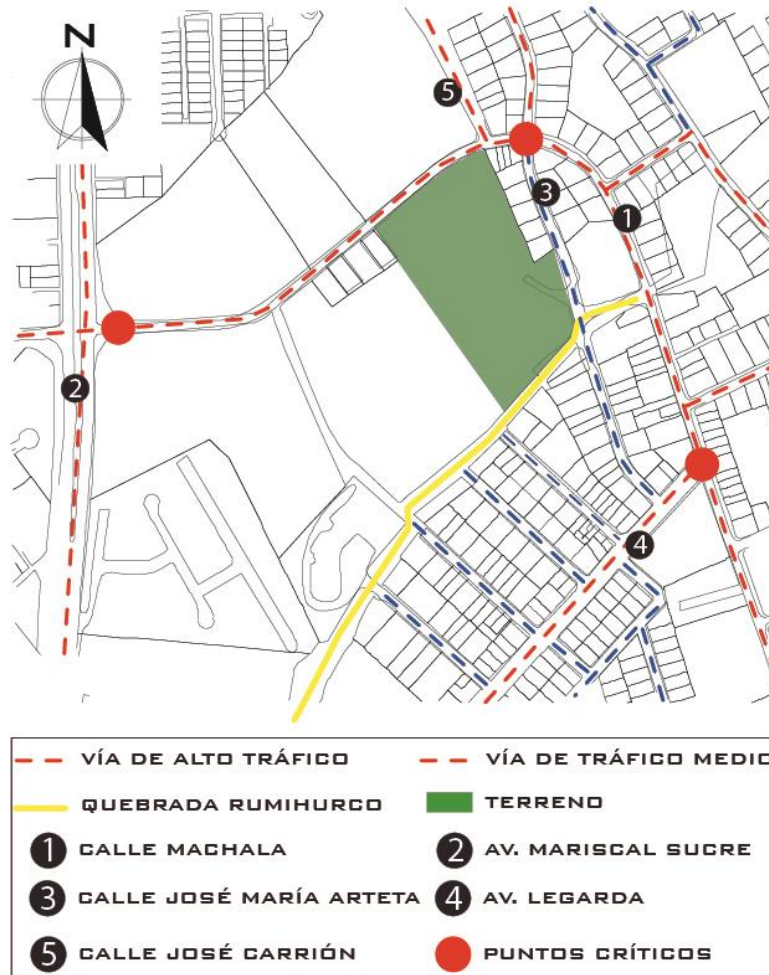 N
5
3
1
2
4
VÍA DE ALTO TRÁFICO
VÍA DE TRÁFICO MEDIO
QUEBRADA RUMIHURCO
TERRENO
1 CALLE MACHALA
2 AV. MARISCAL SUCRE
3 CALLE JOSÉ MARÍA ARTETA
4 AV. LEGARDA
5 CALLE JOSÉ CARRIÓN
PUNTOS CRÍTICOS